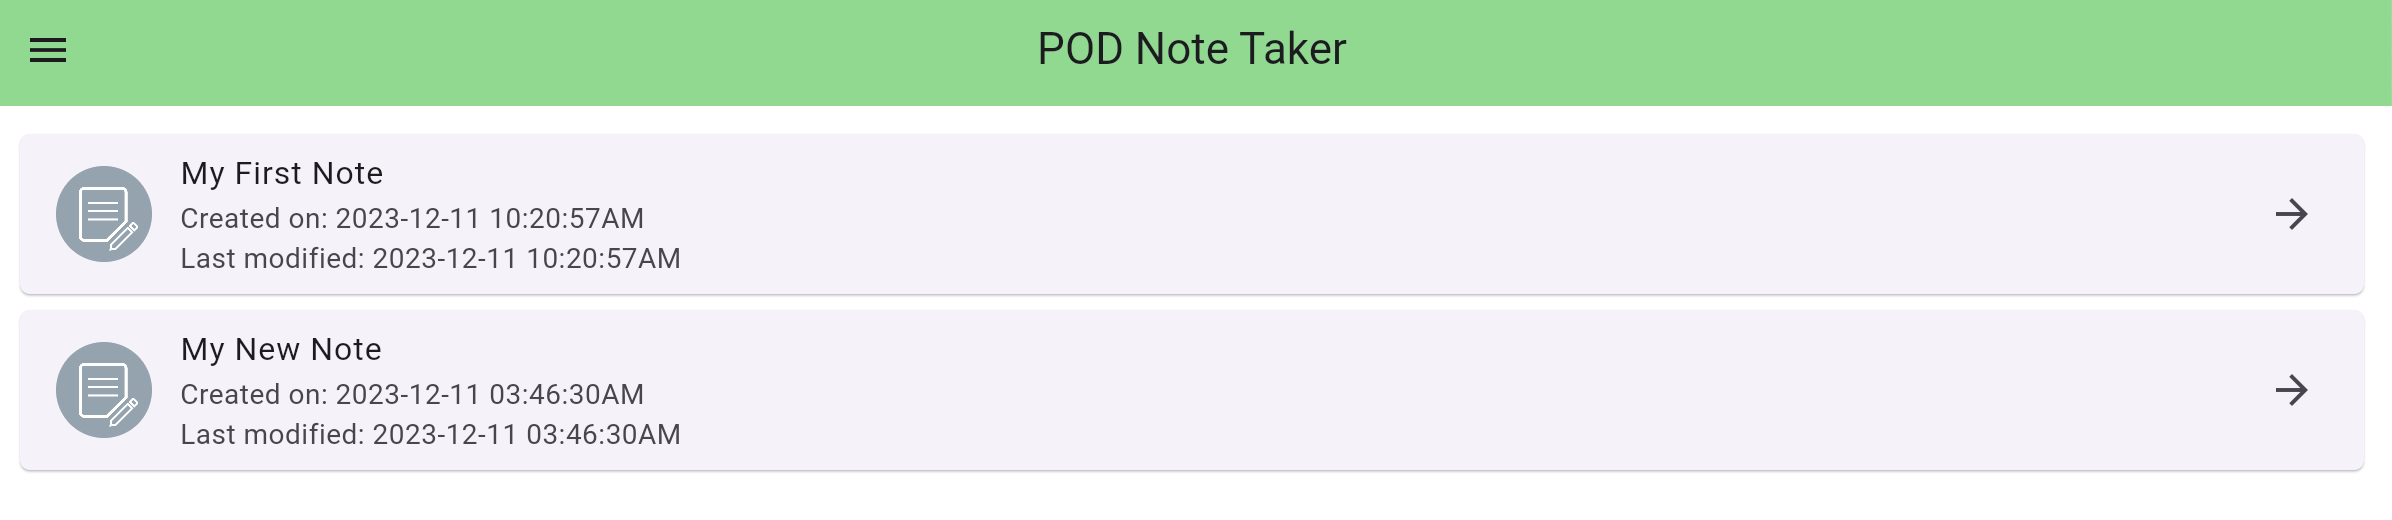 POD Note Taker
My First Note
Created on: 2023-12-11 10:20:57AM
Last modified: 2023-12-11 10:20:57AM
My New Note
Created on: 2023-12-11 03:46:30AM
Last modified: 2023-12-11 03:46:30AM